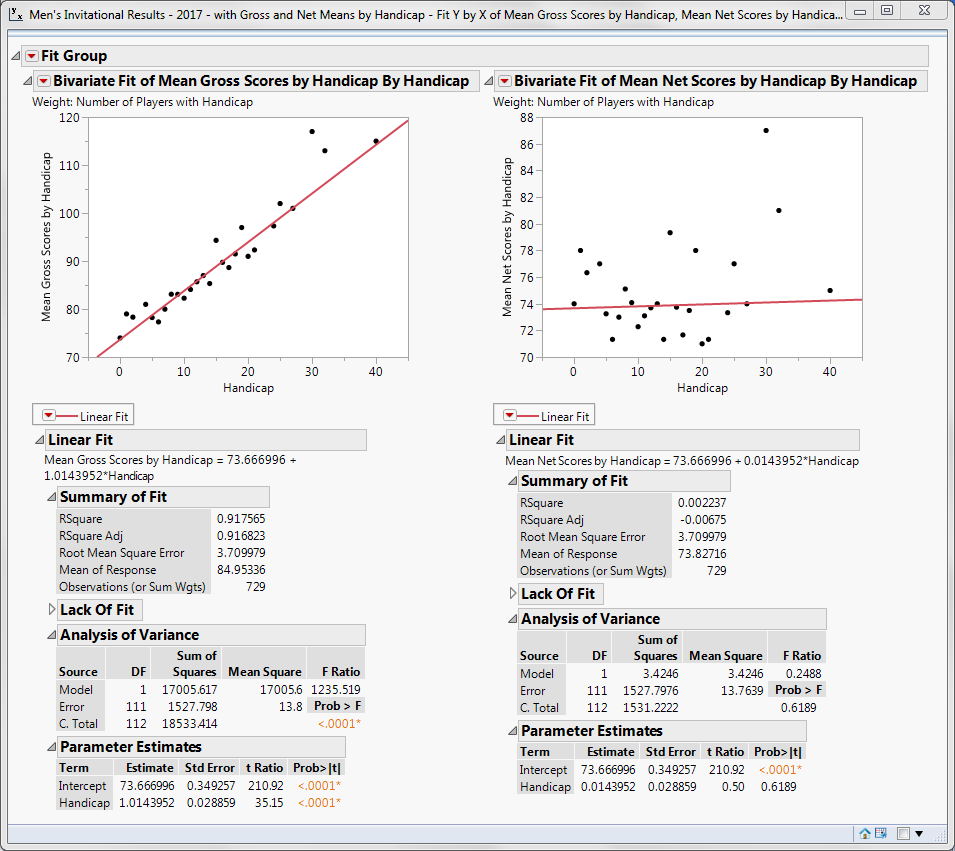 Men's Invitational Results - 2017 - with Gross and Net Means by Handicap - Fit Y by X of Mean Gross Scores by Handicap, Mean Net Scores by Handica...
Fit Group
Bivariate Fit of Mean Gross Scores by Handicap By Handicap
Weight: Number of Players with Handicap
120
110
100
90
80
70
Mean Gross Scores by Handicap
0 10 20 30 40
Handicap
Linear Fit
Linear Fit
Mean Gross Scores by Handicap = 73.666996 +
1.0143952*Handicap
Summary of Fit
RSquare 0.917565
RSquare Adj 0.916823
Root Mean Square Error 3.709979
Mean of Response 84.95336
Observations (or Sum Wgts) 729
Lack Of Fit
Analysis of Variance
Sum of
Source DF Squares Mean Square F Ratio
Model 1 17005.617 17005.6 1235.519
Error 111 1527.798 13.8 Prob > F
C. Total 112 18533.414 <.0001*
Parameter Estimates
Term Estimate Std Error t Ratio Prob>|t|
Intercept 73.666996 0.349257 210.92 <.0001*
Handicap 1.0143952 0.028859 35.15 <.0001*
Bivariate Fit of Mean Net Scores by Handicap By Handicap
Weight: Number of Players with Handicap
88
86
84
82
80
78
76
74
72
70
Mean Net Scores by Handicap
0 10 20 30 40
Handicap
Linear Fit
Linear Fit
Mean Net Scores by Handicap = 73.666996 + 0.0143952*Handicap
Summary of Fit
RSquare 0.002237
RSquare Adj -0.00675
Root Mean Square Error 3.709979
Mean of Response 73.82716
Observations (or Sum Wgts) 729
Lack Of Fit
Analysis of Variance
Sum of
Source DF Squares Mean Square F Ratio
Model 1 3.4246 3.4246 0.2488
Error 111 1527.7976 13.7639 Prob > F
C. Total 112 1531.2222 0.6189
Parameter Estimates
Term Estimate Std Error t Ratio Prob>|t|
Intercept 73.666996 0.349257 210.92 <.0001*
Handicap 0.0143952 0.028859 0.50 0.6189